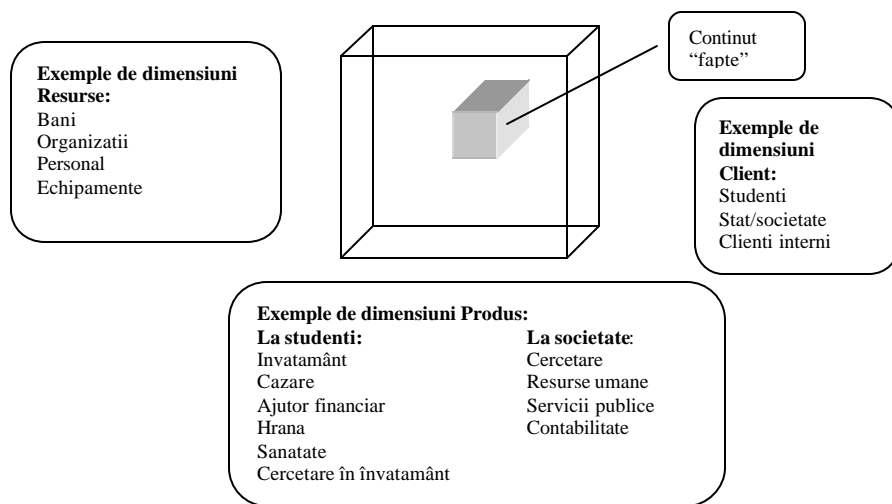 Continut
“fapte”
Exemple de dimensiuni
Resurse:
Bani
Organizatii
Personal
Echipamente
Exemple de
dimensiuni
Client:
Studenti
Stat/societate
Clienti interni
Exemple de dimensiuni Produs:
La studenti:
Invatamânt
Cazare
Ajutor financiar
Hrana
Sanatate
Cercetare în învatamânt
La societate:
Cercetare
Resurse umane
Servicii publice
Contabilitate